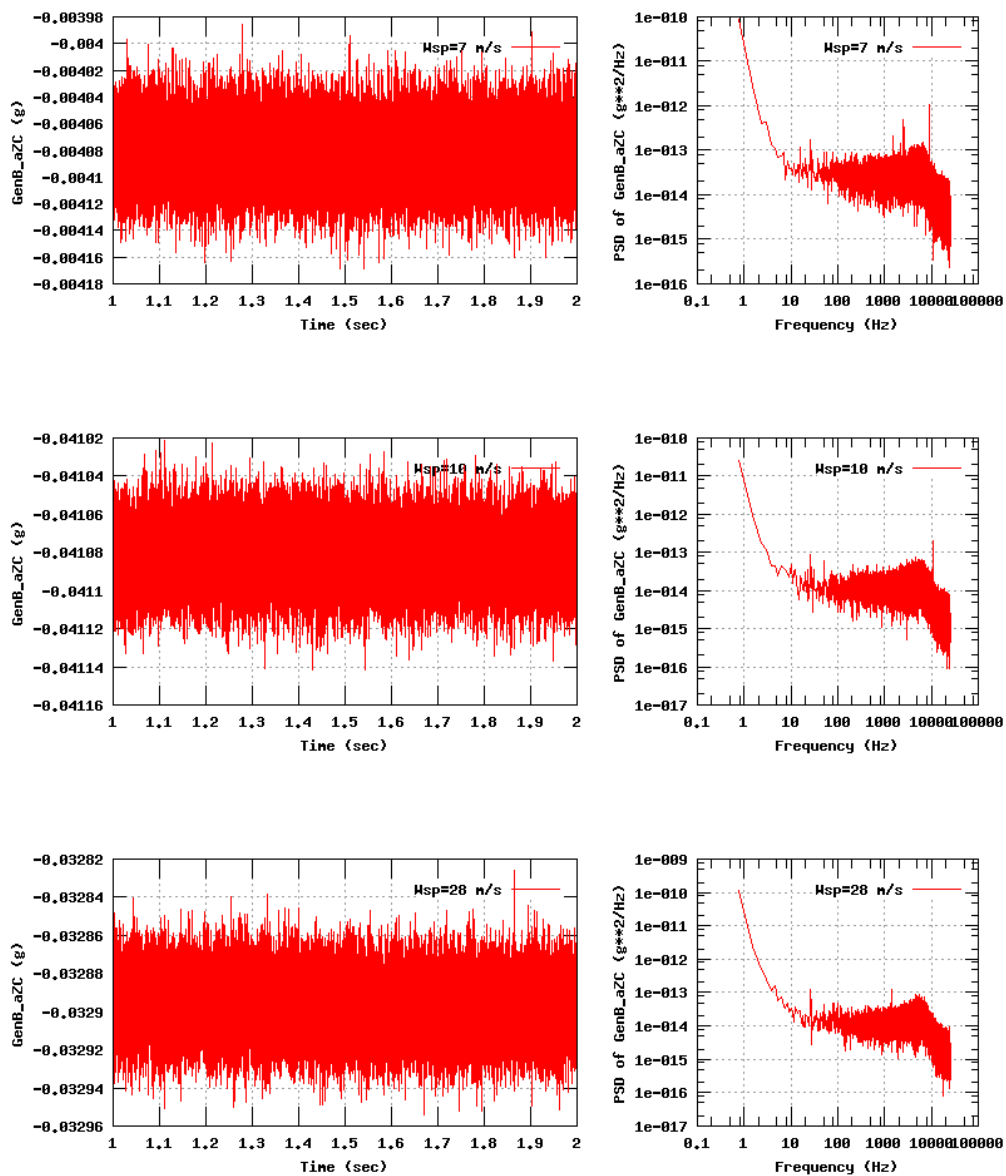 -0.00398
-0.004
-0.00402
-0.00404
-0.00406
-0.00408
-0.0041
-0.00412
-0.00414
-0.00416
-0.00418
GenB_aZC (g)
Wsp=7 m/s
1 1.1 1.2 1.3 1.4 1.5 1.6 1.7 1.8 1.9 2
Time (sec)
1e-010
1e-011
1e-012
1e-013
1e-014
1e-015
1e-016
PSD of GenB_aZC (g**2/Hz)
Wsp=7 m/s
0.1 1 10 100 1000 10000 100000
Frequency (Hz)
-0.04102
-0.04104
-0.04106
-0.04108
-0.0411
-0.04112
-0.04114
-0.04116
GenB_aZC (g)
Wsp=10 m/s
1 1.1 1.2 1.3 1.4 1.5 1.6 1.7 1.8 1.9 2
Time (sec)
1e-010
1e-011
1e-012
1e-013
1e-014
1e-015
1e-016
1e-017
PSD of GenB_aZC (g**2/Hz)
Wsp=10 m/s
0.1 1 10 100 1000 10000 100000
Frequency (Hz)
-0.03282
-0.03284
-0.03286
-0.03288
-0.0329
-0.03292
-0.03294
-0.03296
GenB_aZC (g)
Wsp=28 m/s
1 1.1 1.2 1.3 1.4 1.5 1.6 1.7 1.8 1.9 2
Time (sec)
1e-009
1e-010
1e-011
1e-012
1e-013
1e-014
1e-015
1e-016
1e-017
PSD of GenB_aZC (g**2/Hz)
Wsp=28 m/s
0.1 1 10 100 1000 10000 100000
Frequency (Hz)